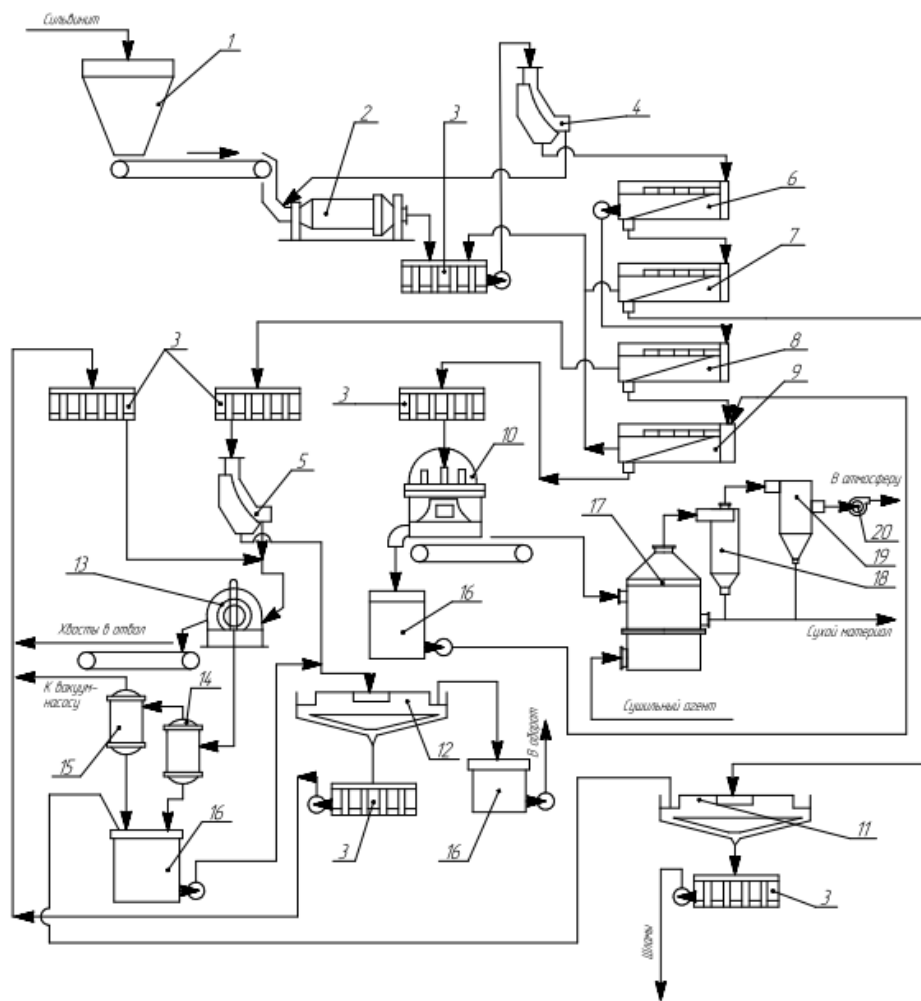 Сильвинит
1
2
3
4
6
7
8
9
3
3
10
5
В атмосферу
20
19
18
17
Сухой материал
Сушильный агент
13
Хвосты в отвал
К вакуум-
насосу
14
15
16
16
12
3
16
В оборот
11
3
Шламы